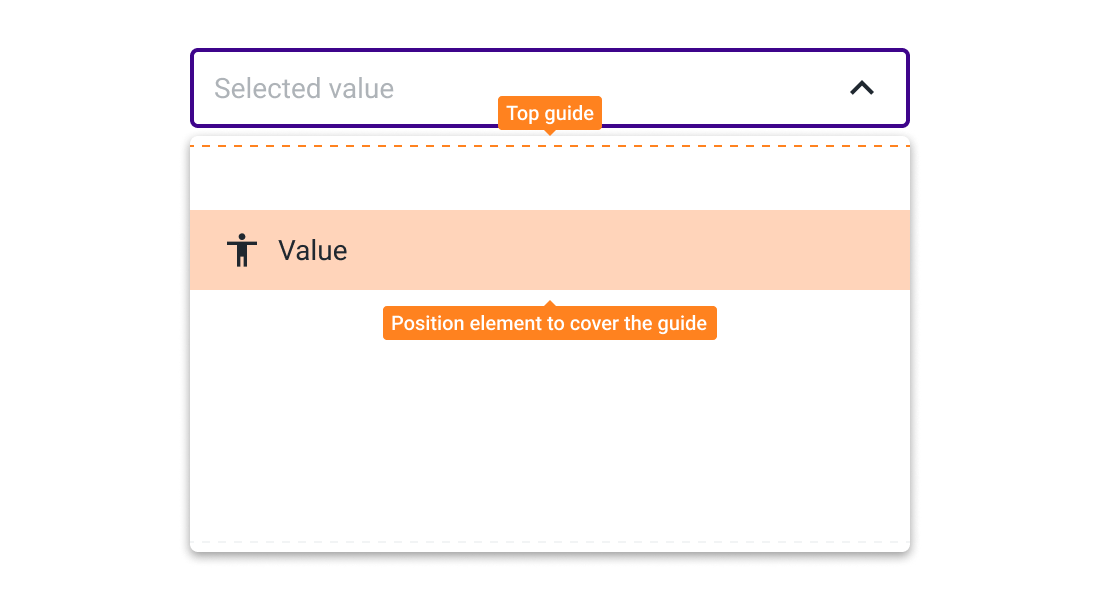 Selected value
Top guide
Value
Position element to cover the guide